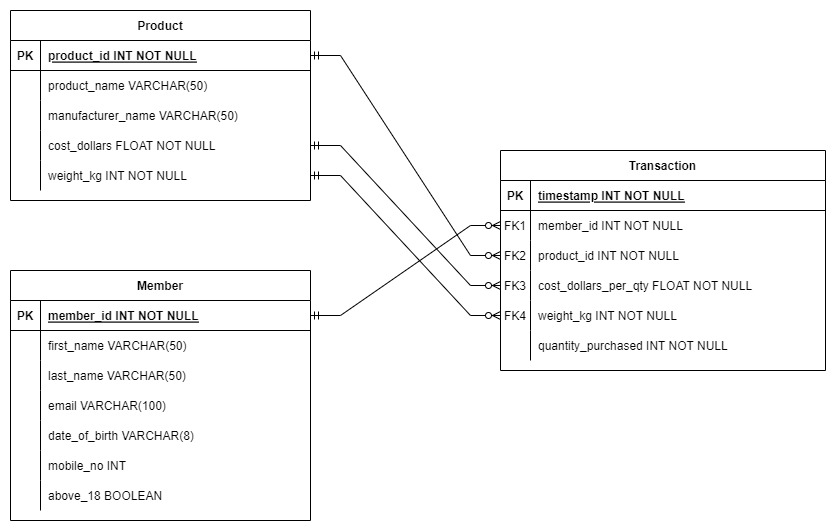 Product
PK product_id INT NOT NULL
product_name VARCHAR(50)
manufacturer_name VARCHAR(50)
cost_dollars FLOAT NOT NULL
weight_kg INT NOT NULL
Member
PK member_id INT NOT NULL
first_name VARCHAR(50)
last_name VARCHAR(50)
email VARCHAR(100)
date_of_birth VARCHAR(8)
mobile_no INT
above_18 BOOLEAN
Transaction
PK timestamp INT NOT NULL
FK1 member_id INT NOT NULL
FK2 product_id INT NOT NULL
FK3 cost_dollars_per_qty FLOAT NOT NULL
FK4 weight_kg INT NOT NULL
quantity_purchased INT NOT NULL